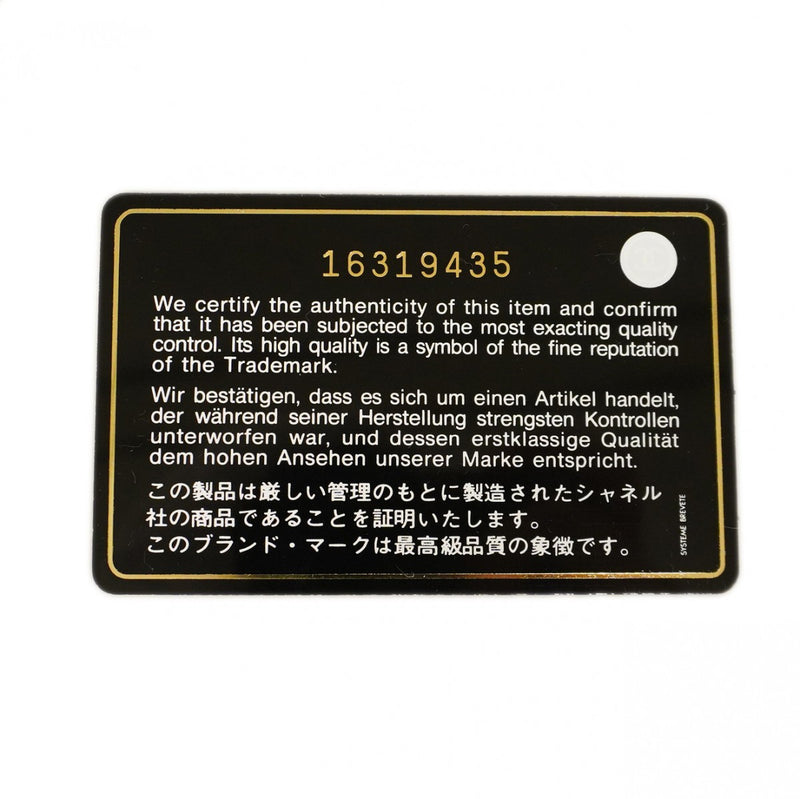 16319435
We certify the authenticity of this item and confirm
that it has been subjected to the most exacting quality
control. Its high quality is a symbol of the fine reputation
of the Trademark.
Wir bestätigen, dass es sich um einen Artikel handelt,
der während seiner Herstellung strengsten Kontrollen
unterworfen war, und dessen erstklassige Qualität
dem hohen Ansehen unserer Marke entspricht.
この製品は厳しい管理のもとに製造されたシャネル
社の商品であることを証明いたします。
このブランド・マークは最高級品質の象徴です。
SYSTEME BREVETE